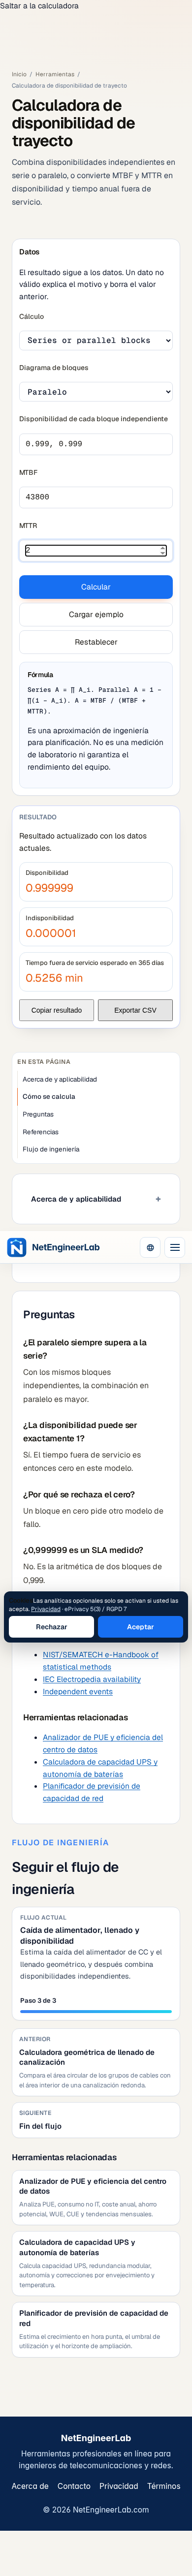 Saltar a la calculadora
Inicio / Herramientas /
Calculadora de disponibilidad de trayecto
Calculadora de
disponibilidad de
trayecto
Combina disponibilidades independientes en
serie o paralelo, o convierte MTBF y MTTR en
disponibilidad y tiempo anual fuera de
servicio.
Datos
El resultado sigue a los datos. Un dato no
válido explica el motivo y borra el valor
anterior.
Cálculo
Series or parallel blocks
Diagrama de bloques
Paralelo
Disponibilidad de cada bloque independiente
0.999, 0.999
MTBF
43800
MTTR
2
Calcular
Cargar ejemplo
Restablecer
Fórmula
Series A = ∏ A_i. Parallel A = 1 −
∏(1 − A_i). A = MTBF / (MTBF +
MTTR).
Es una aproximación de ingeniería
para planificación. No es una medición
de laboratorio ni garantiza el
rendimiento del equipo.
RESULTADO
Resultado actualizado con los datos
actuales.
Disponibilidad
0.999999
Indisponibilidad
0.000001
Tiempo fuera de servicio esperado en 365 días
0.5256 min
Copiar resultado
Exportar CSV
EN ESTA PÁGINA
Acerca de y aplicabilidad
Cómo se calcula
Preguntas
Referencias
Flujo de ingeniería
Acerca de y aplicabilidad +
NetEngineerLab
Preguntas
¿El paralelo siempre supera a la
serie?
Con los mismos bloques
independientes, la combinación en
paralelo es mayor.
¿La disponibilidad puede ser
exactamente 1?
Sí. El tiempo fuera de servicio es
entonces cero en este modelo.
¿Por qué se rechaza el cero?
Un bloque en cero pide otro modelo de
fallo.
¿0,999999 es un SLA medido?
No. Es la aritmética de dos bloques de
0,999.
Las analíticas opcionales solo se activan si usted las
acepta. Privacidad · ePrivacy 5(3) / RGPD 7
Rechazar
Aceptar
NIST/SEMATECH e-Handbook of
statistical methods
IEC Electropedia availability
Independent events
Herramientas relacionadas
Analizador de PUE y eficiencia del
centro de datos
Calculadora de capacidad UPS y
autonomía de baterías
Planificador de previsión de
capacidad de red
FLUJO DE INGENIERÍA
Seguir el flujo de
ingeniería
FLUJO ACTUAL
Caída de alimentador, llenado y
disponibilidad
Estima la caída del alimentador de CC y el
llenado geométrico, y después combina
disponibilidades independientes.
Paso 3 de 3
ANTERIOR
Calculadora geométrica de llenado de
canalización
Compara el área circular de los grupos de cables con
el área interior de una canalización redonda.
SIGUIENTE
Fin del flujo
Herramientas relacionadas
Analizador de PUE y eficiencia del centro
de datos
Analiza PUE, consumo no IT, coste anual, ahorro
potencial, WUE, CUE y tendencias mensuales.
Calculadora de capacidad UPS y
autonomía de baterías
Calcula capacidad UPS, redundancia modular,
autonomía y correcciones por envejecimiento y
temperatura.
Planificador de previsión de capacidad de
red
Estima el crecimiento en hora punta, el umbral de
utilización y el horizonte de ampliación.
NetEngineerLab
Herramientas profesionales en línea para
ingenieros de telecomunicaciones y redes.
Acerca de Contacto Privacidad Términos
© 2026 NetEngineerLab.com